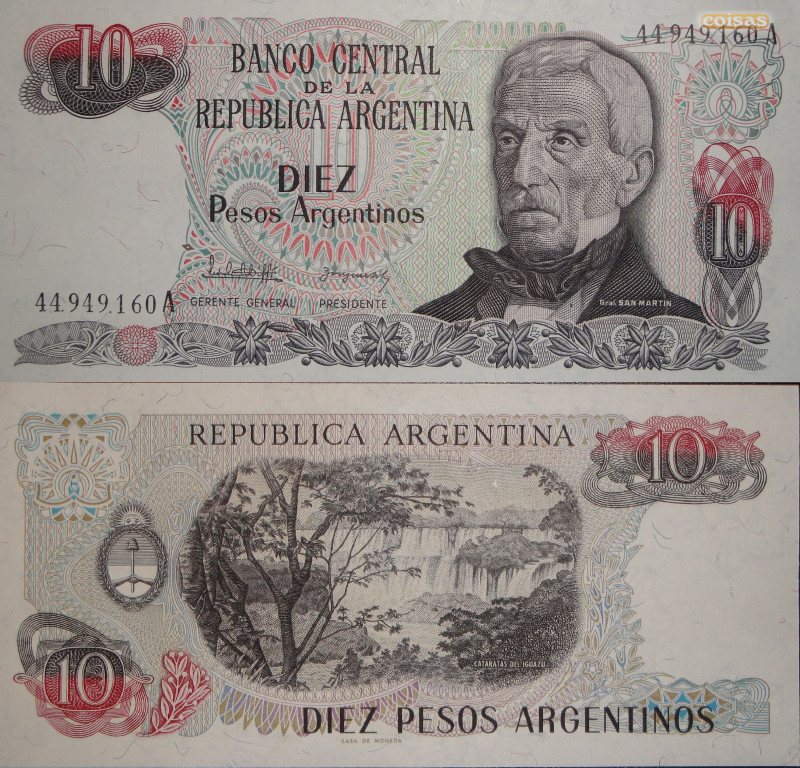 coisas
10
BANCO CENTRAL
DE LA
REPUBLICA ARGENTINA
44.949.160 A
10
DIEZ
Pesos Argentinos
10
44.949.160 A
GERENTE GENERAL PRESIDENTE
Gral. SAN MARTIN
REPUBLICA ARGENTINA
10
CATARATAS DEL IGUAZU
10
DIEZ PESOS ARGENTINOS
CASA DE MONEDA